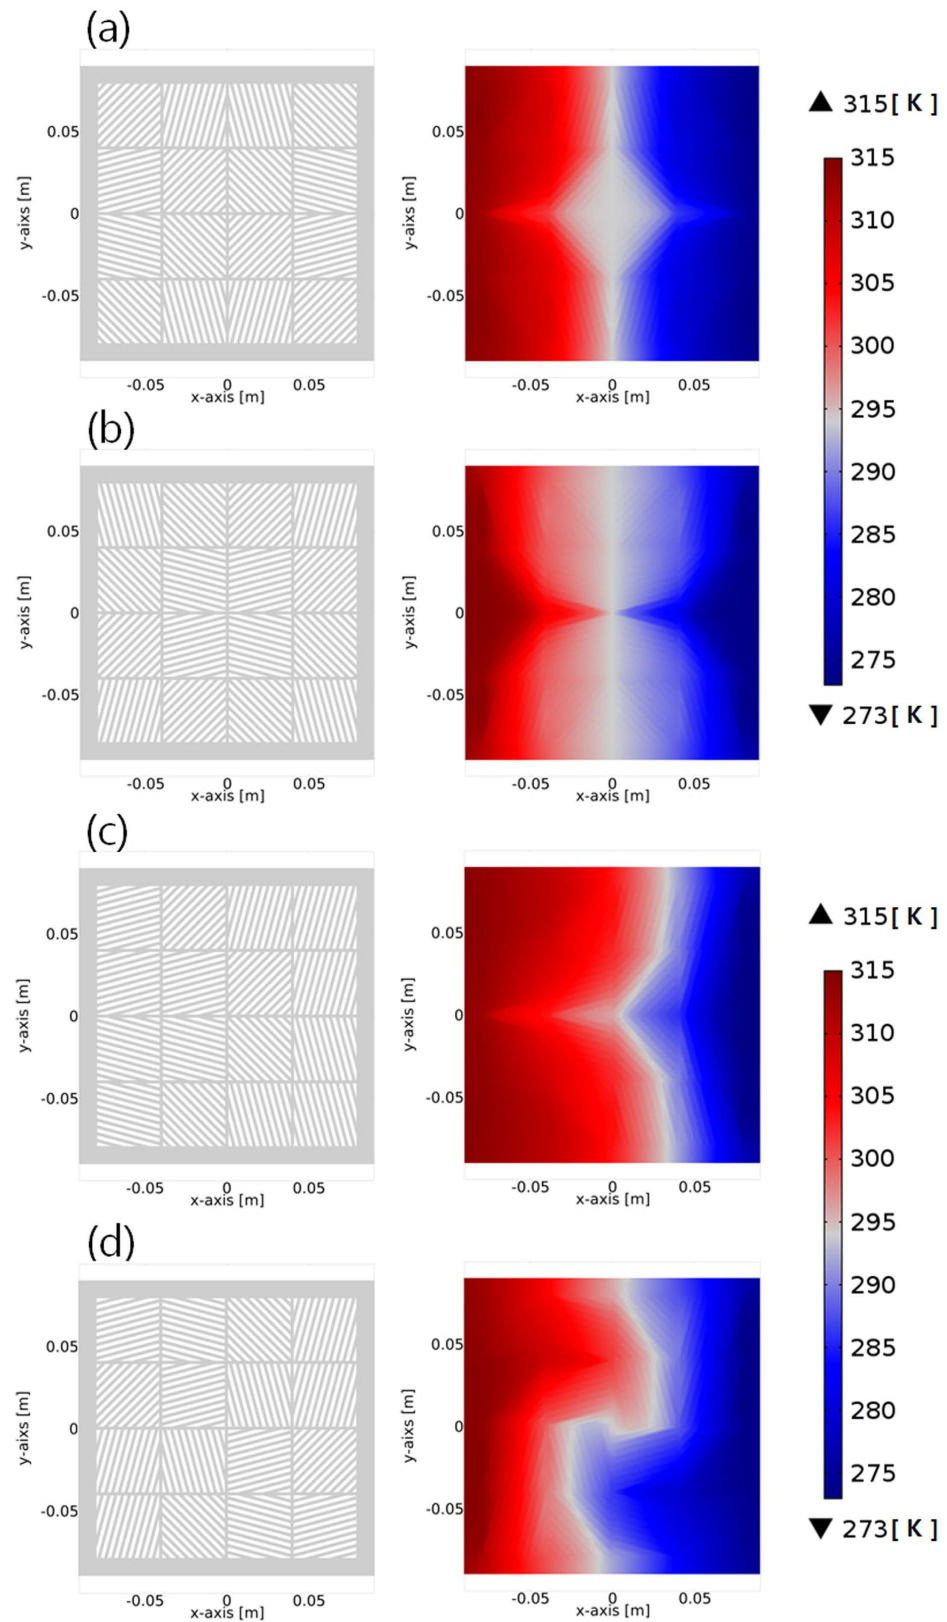 (a)
0.05
0
-0.05
y-aixs [m]
-0.05 0 0.05
x-axis [m]
0.05
0
-0.05
y-aixs [m]
-0.05 0 0.05
x-axis [m]
(b)
0.05
0
-0.05
y-axis [m]
-0.05 0 0.05
x-axis [m]
0.05
0
-0.05
y-axis [m]
-0.05 0 0.05
x-axis [m]
▲ 315[ K ]
315
310
305
300
295
290
285
280
275
▼ 273[ K ]
(c)
0.05
0
-0.05
y-axis [m]
-0.05 0 0.05
x-axis [m]
0.05
0
-0.05
y-axis [m]
-0.05 0 0.05
x-axis [m]
(d)
0.05
0
-0.05
y-axis [m]
-0.05 0 0.05
x-axis [m]
0.05
0
-0.05
y-aixs [m]
-0.05 0 0.05
x-axis [m]
▲ 315[ K ]
315
310
305
300
295
290
285
280
275
▼ 273[ K ]